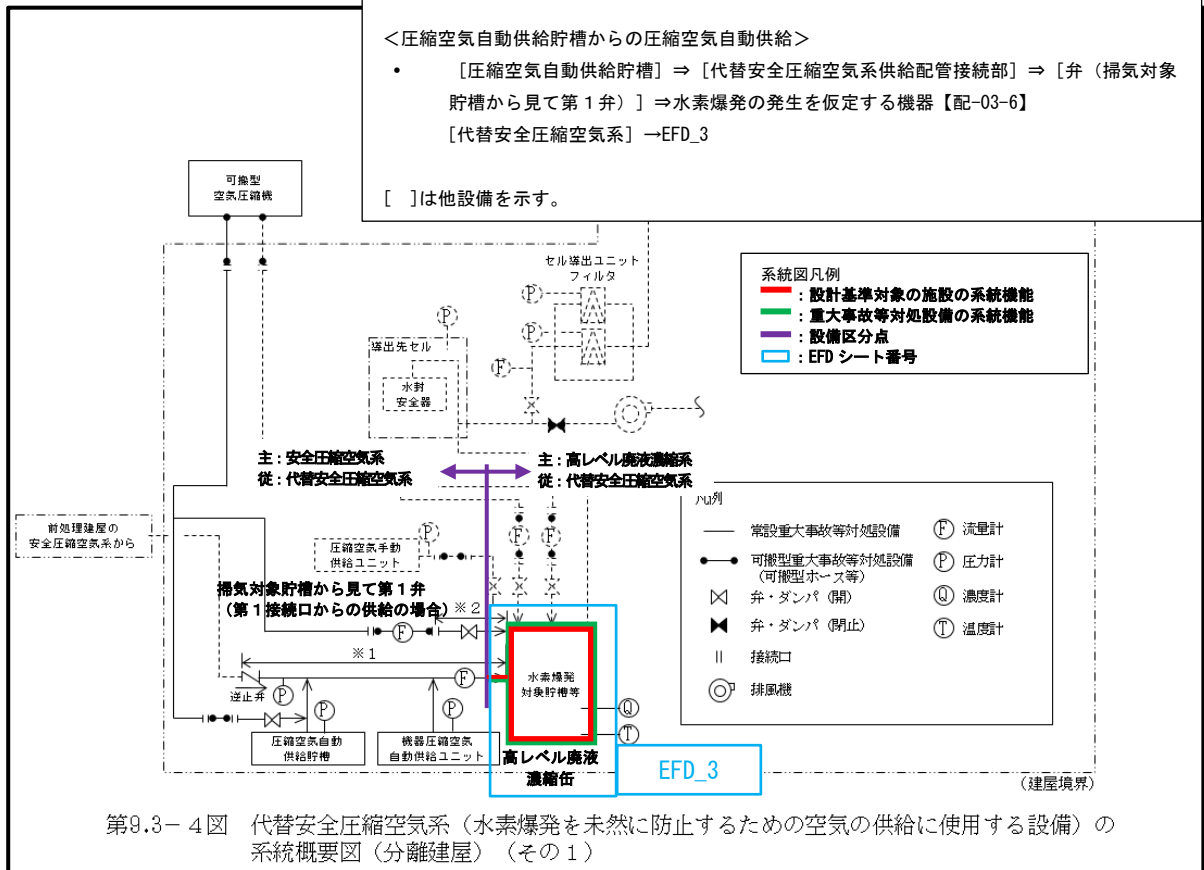 ＜圧縮空気自動供給貯槽からの圧縮空気自動供給＞
・ [圧縮空気自動供給貯槽] ⇒ [代替安全圧縮空気系供給配管接続部] ⇒ [弁（掃気対象
貯槽から見て第１弁）] ⇒水素爆発の発生を仮定する機器【配-03-6】
[代替安全圧縮空気系] →EFD_3
[ ]は他設備を示す。
可搬型
空気圧縮機
セル導出ユニット
フィルタ
系統図凡例
：設計基準対象の施設の系統機能
：重大事故等対処設備の系統機能
：設備区分点
：EFD シート番号
P
P
P
F
導出先セル
水封
安全器
主：安全圧縮空気系
従：代替安全圧縮空気系
主：高レベル廃液濃縮系
従：代替安全圧縮空気系
凡例
常設重大事故等対処設備
可搬型重大事故等対処設備
（可搬型ホース等）
弁・ダンパ（開）
弁・ダンパ（閉止）
接続口
排風機
F 流量計
P 圧力計
Q 濃度計
T 温度計
前処理建屋の
安全圧縮空気系から
圧縮空気手動
供給ユニット
P
F
F
掃気対象貯槽から見て第１弁
（第１接続口からの供給の場合）
※２
F
※１
逆止弁
P
P
P
F
水素爆発
対象貯槽等
Q
T
圧縮空気自動
供給貯槽
機器圧縮空気
自動供給ユニット
高レベル廃液
濃縮缶
EFD_3
（建屋境界）
第9.3－４図 代替安全圧縮空気系（水素爆発を未然に防止するための空気の供給に使用する設備）の
系統概要図（分離建屋）（その１）